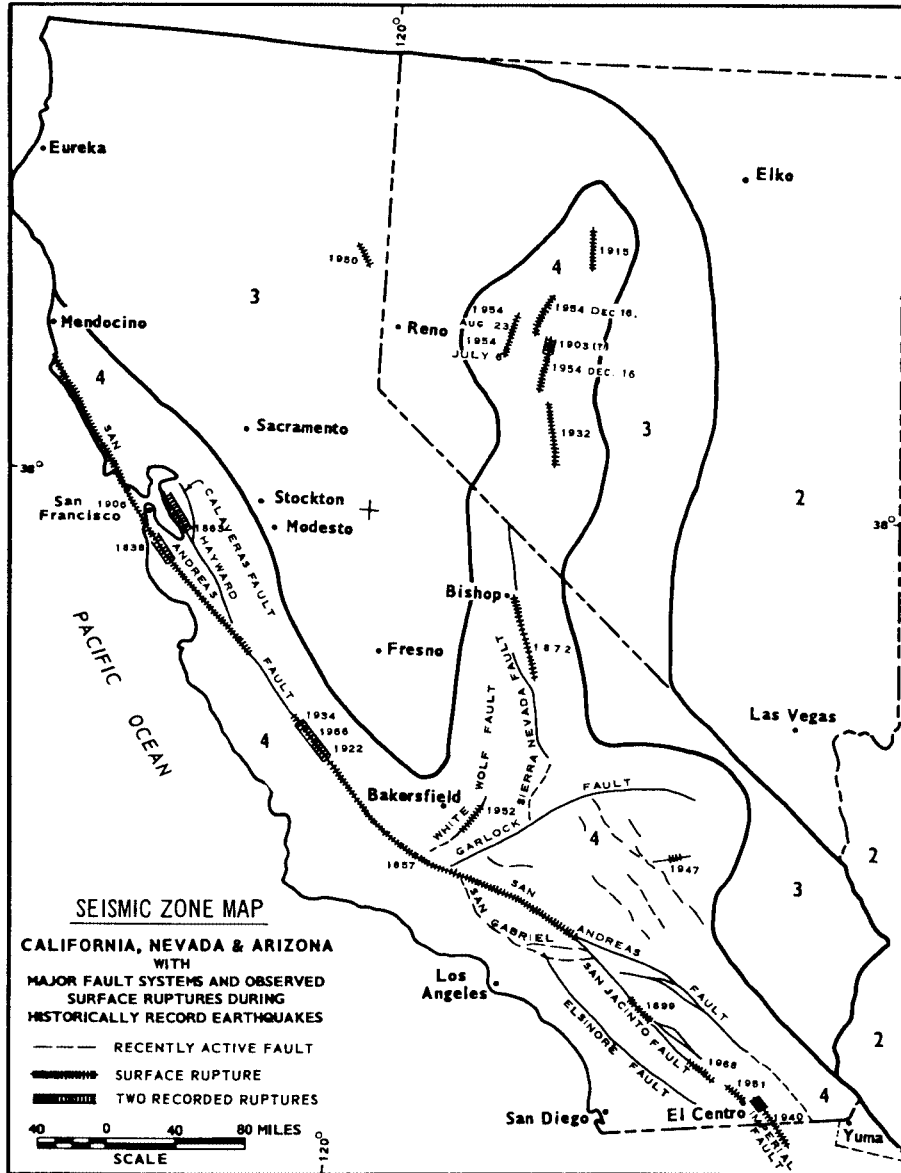 120°
Eureka
Elko
1980
1915
4
3
1954
AUG 23
1954 DEC 16.
Mendocino
Reno
1954
JULY 6
1903 (?)
1954 DEC. 16
4
1932
3
Sacramento
SAN
38°
2
San Francisco
1906
CALAVERAS FAULT
Stockton
Modesto
38°
HAYWARD
1838
ANDREAS
Bishop
PACIFIC OCEAN
Fresno
1872
FAULT
SIERRA NEVADA FAULT
WHITE WOLF FAULT
Las Vegas
1934
1966
1922
4
Bakersfield
1952
GARLOCK FAULT
4
1857
1947
2
3
SAN ANDREAS FAULT
SAN GABRIEL
Los Angeles
SAN JACINTO FAULT
1899
ELSINORE FAULT
1968
2
1951
4
San Diego
El Centro
1940
IMPERIAL FAULT
Yuma
SEISMIC ZONE MAP
CALIFORNIA, NEVADA & ARIZONA
WITH
MAJOR FAULT SYSTEMS AND OBSERVED
SURFACE RUPTURES DURING
HISTORICALLY RECORD EARTHQUAKES
RECENTLY ACTIVE FAULT
SURFACE RUPTURE
TWO RECORDED RUPTURES
40 0 40 80 MILES
SCALE
120°